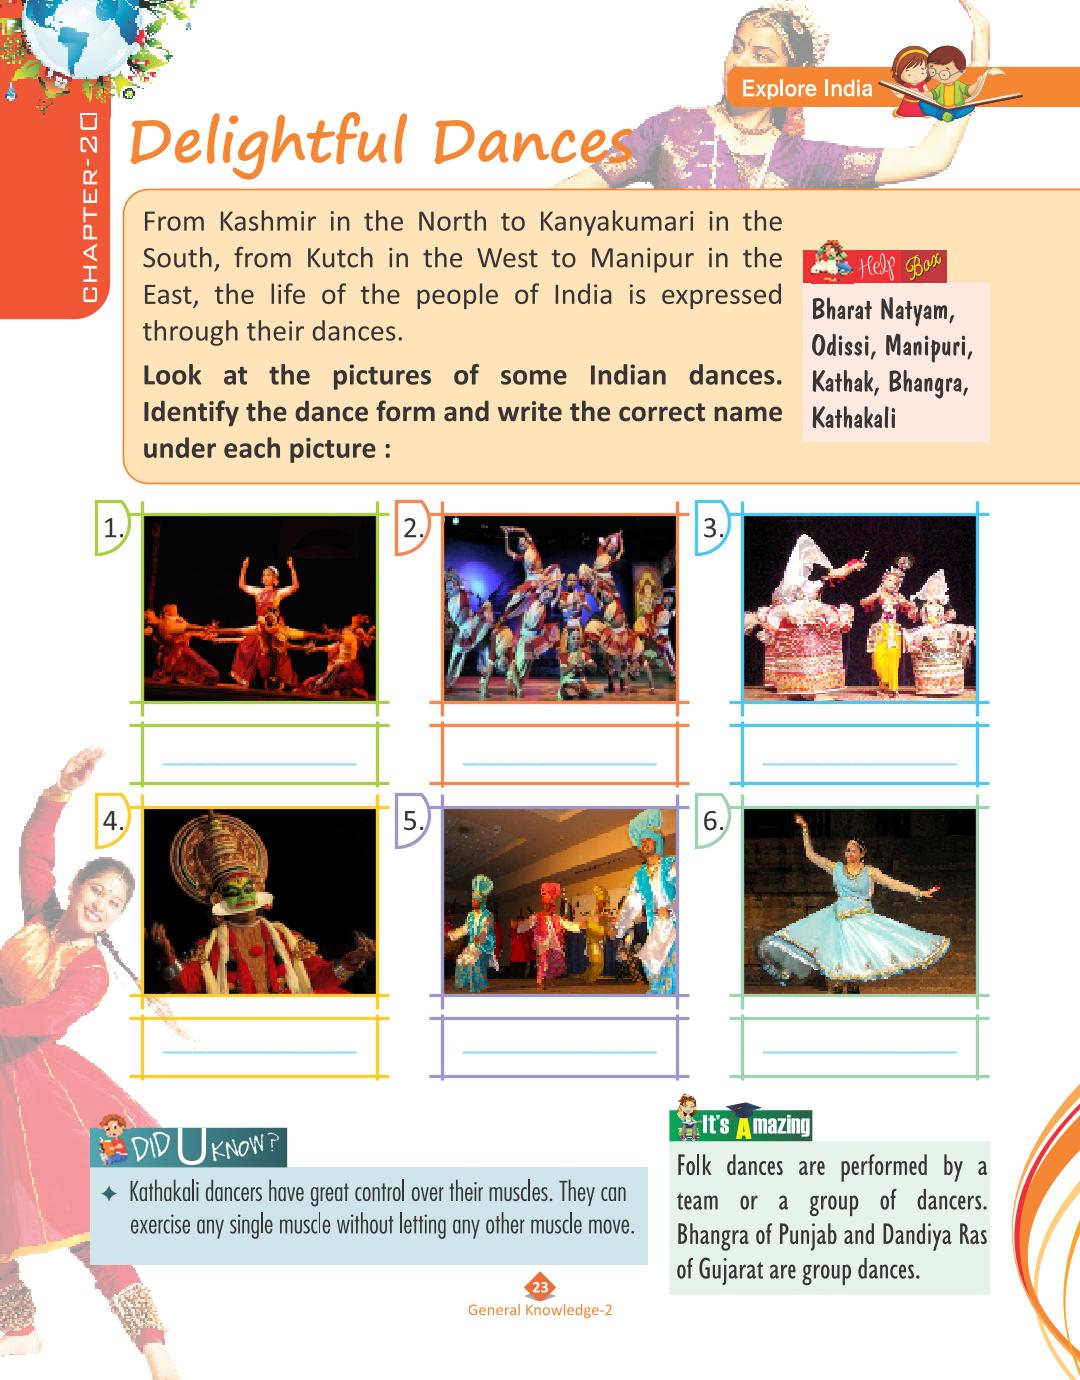 Explore India
CHAPTER-20
Delightful Dances
From Kashmir in the North to Kanyakumari in the
South, from Kutch in the West to Manipur in the
East, the life of the people of India is expressed
through their dances.
Look at the pictures of some Indian dances.
Identify the dance form and write the correct name
under each picture :
Help Box
Bharat Natyam,
Odissi, Manipuri,
Kathak, Bhangra,
Kathakali
1.
2.
3.
4.
5.
6.
DID U KNOW?
Kathakali dancers have great control over their muscles. They can
exercise any single muscle without letting any other muscle move.
It's Amazing
Folk dances are performed by a
team or a group of dancers.
Bhangra of Punjab and Dandiya Ras
of Gujarat are group dances.
23
General Knowledge-2